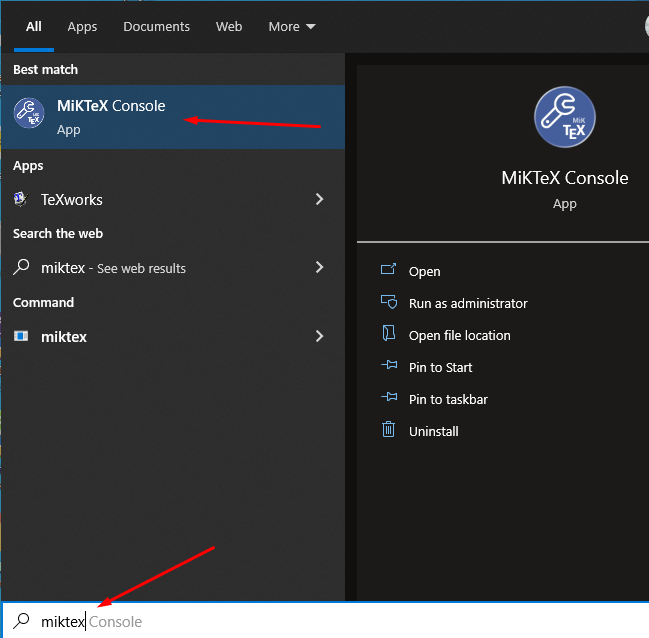 All Apps Documents Web More
Best match
MiKTeX Console
App
Apps
TeXworks
Search the web
miktex - See web results
Command
miktex
MiK
TEX
MiKTeX Console
App
Open
Run as administrator
Open file location
Pin to Start
Pin to taskbar
Uninstall
miktex Console